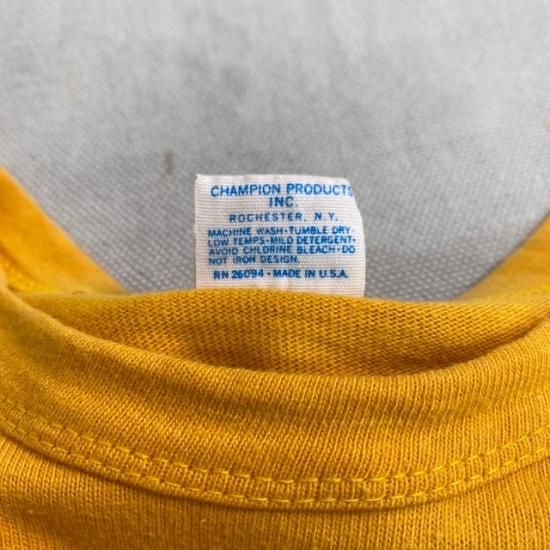 CHAMPION PRODUCTS
INC.
ROCHESTER, N.Y.
MACHINE WASH·TUMBLE DRY-
LOW TEMPS·MILD DETERGENT-
AVOID CHLORINE BLEACH·DO
NOT IRON DESIGN.
RN 26094 · MADE IN U.S.A.